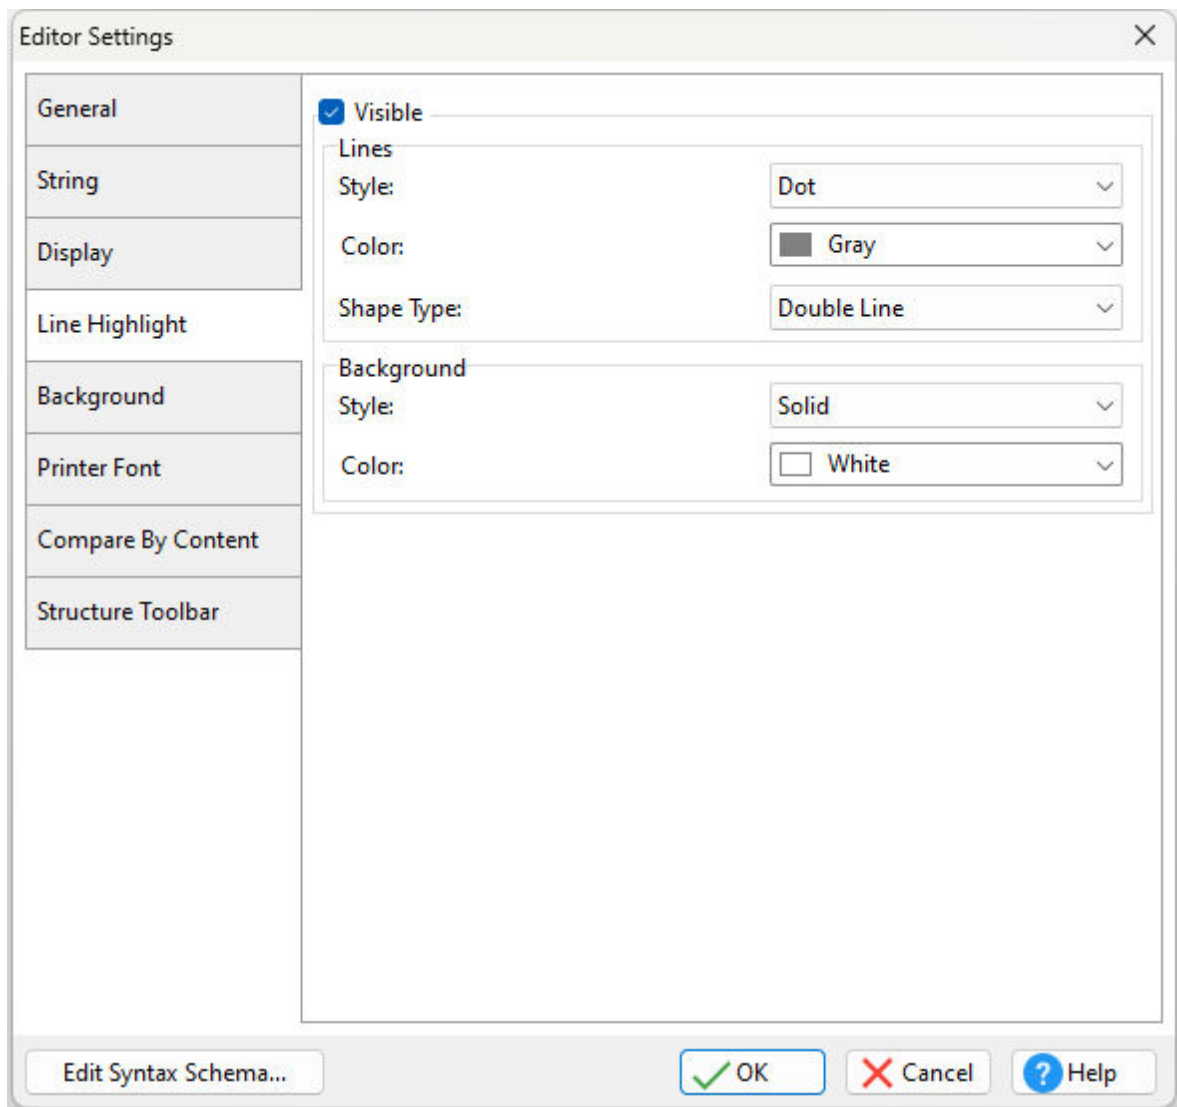 Editor Settings
General
String
Display
Line Highlight
Background
Printer Font
Compare By Content
Structure Toolbar
Visible
Lines
Style: Dot
Color: Gray
Shape Type: Double Line
Background
Style: Solid
Color: White
Edit Syntax Schema... OK Cancel ? Help